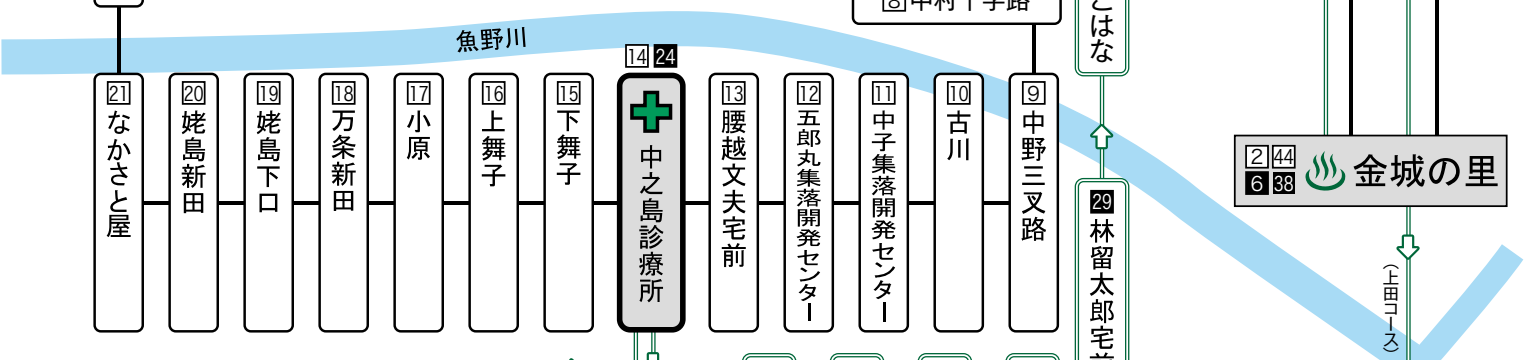 8 中村十字路
とはな
魚野川
14 24
21 なかさと屋
20 姥島新田
19 姥島下口
18 万条新田
17 小原
16 上舞子
15 下舞子
中之島診療所
13 腰越文夫宅前
12 五郎丸集落開発センター
11 中子集落開発センター
10 古川
9 中野三叉路
29 林留太郎宅前
2 44
6 38
金城の里
(上田コース)